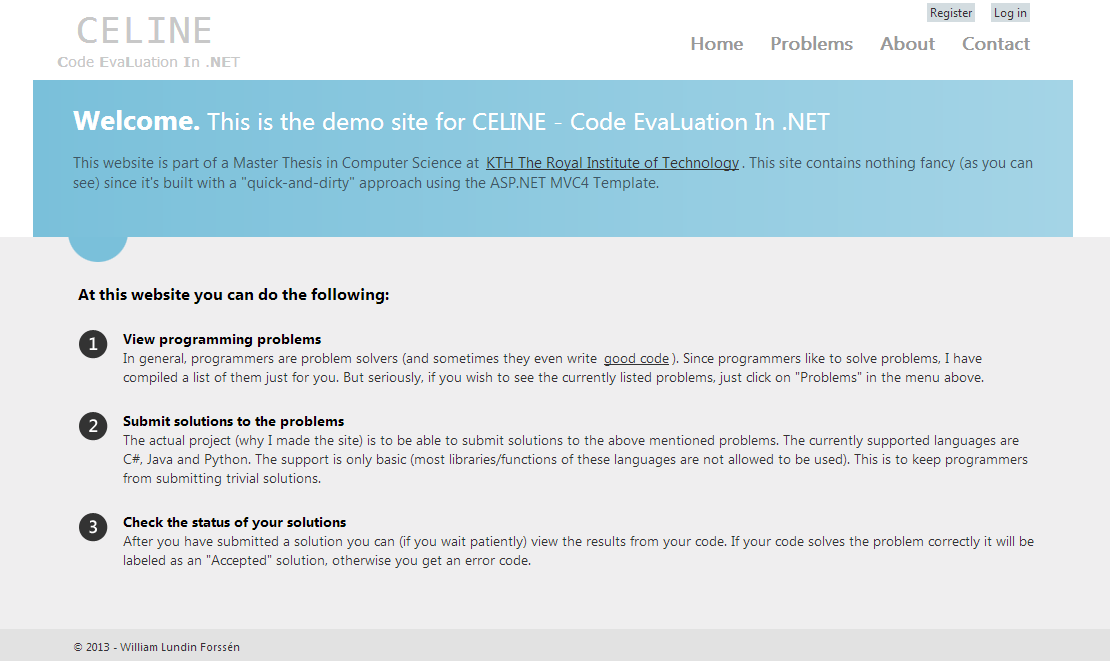 Register Log in
CELINE
Code EvaLuation In .NET
Home Problems About Contact
Welcome. This is the demo site for CELINE - Code EvaLuation In .NET
This website is part of a Master Thesis in Computer Science at KTH The Royal Institute of Technology. This site contains nothing fancy (as you can
see) since it's built with a "quick-and-dirty" approach using the ASP.NET MVC4 Template.
At this website you can do the following:
1 View programming problems
In general, programmers are problem solvers (and sometimes they even write good code). Since programmers like to solve problems, I have
compiled a list of them just for you. But seriously, if you wish to see the currently listed problems, just click on "Problems" in the menu above.
2 Submit solutions to the problems
The actual project (why I made the site) is to be able to submit solutions to the above mentioned problems. The currently supported languages are
C#, Java and Python. The support is only basic (most libraries/functions of these languages are not allowed to be used). This is to keep programmers
from submitting trivial solutions.
3 Check the status of your solutions
After you have submitted a solution you can (if you wait patiently) view the results from your code. If your code solves the problem correctly it will be
labeled as an "Accepted" solution, otherwise you get an error code.
© 2013 - William Lundin Forssén